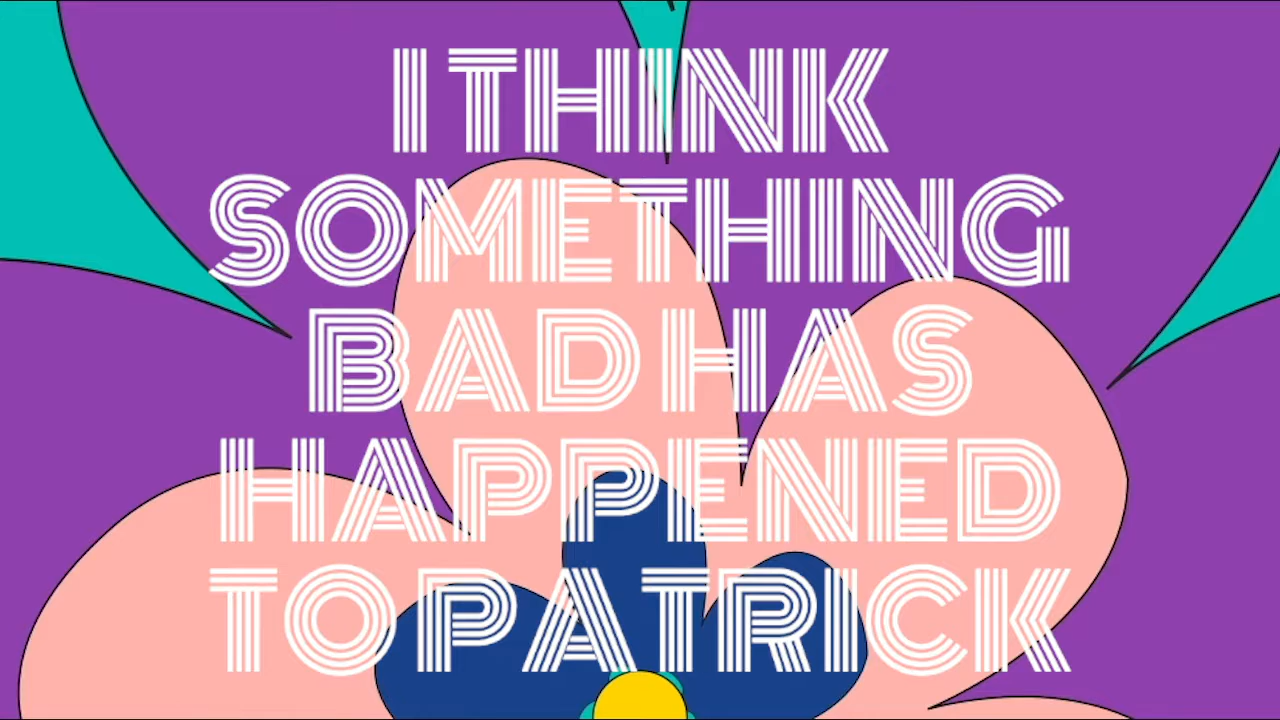 I THINK
SOMETHING
BAD HAS
HAPPENED
TO PATRICK